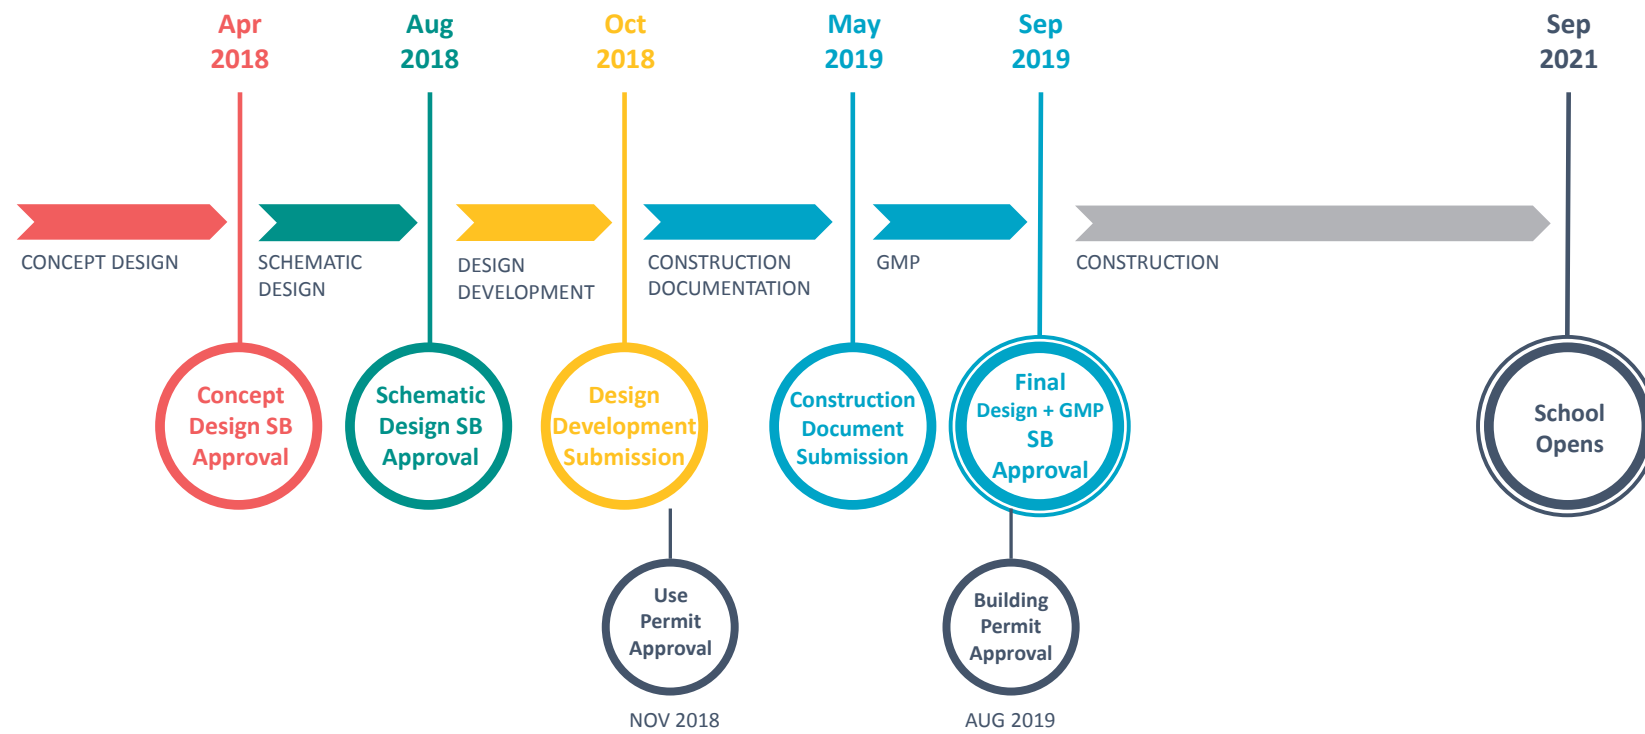 Apr
2018
Aug
2018
Oct
2018
May
2019
Sep
2019
Sep
2021
CONCEPT DESIGN
SCHEMATIC
DESIGN
DESIGN
DEVELOPMENT
CONSTRUCTION
DOCUMENTATION
GMP
CONSTRUCTION
Concept
Design SB
Approval
Schematic
Design SB
Approval
Design
Development
Submission
Construction
Document
Submission
Final
Design + GMP
SB
Approval
School
Opens
Use
Permit
Approval
Building
Permit
Approval
NOV 2018
AUG 2019